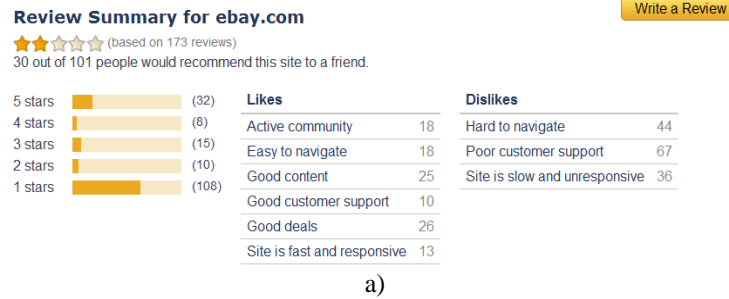 Review Summary for ebay.com
Write a Review
(based on 173 reviews)
30 out of 101 people would recommend this site to a friend.
5 stars (32)
4 stars (8)
3 stars (15)
2 stars (10)
1 stars (108)
Likes
Active community 18
Easy to navigate 18
Good content 25
Good customer support 10
Good deals 26
Site is fast and responsive 13
Dislikes
Hard to navigate 44
Poor customer support 67
Site is slow and unresponsive 36
a)